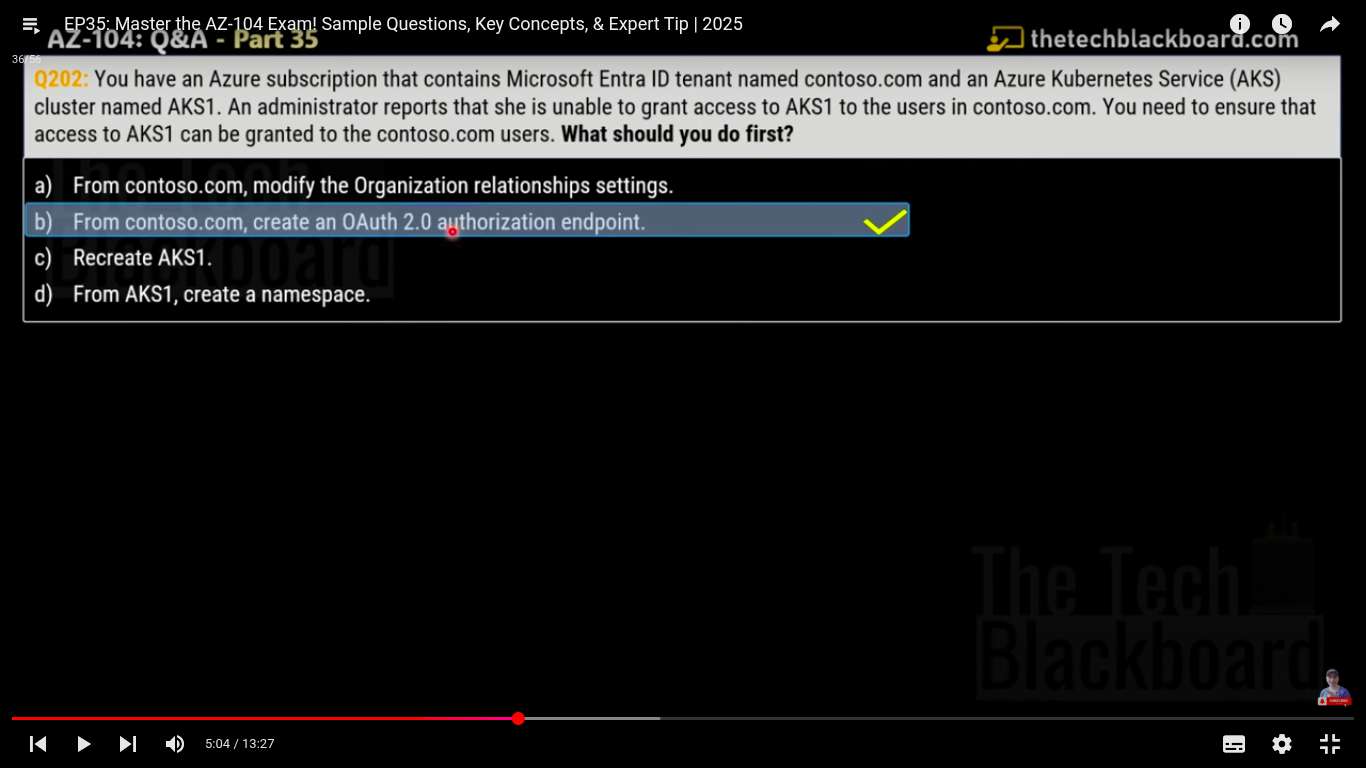 EP35: Master the AZ-104 Exam! Sample Questions, Key Concepts, & Expert Tip | 2025
AZ-104: Q&A - Part 35
thetechblackboard.com
36/56
Q202: You have an Azure subscription that contains Microsoft Entra ID tenant named contoso.com and an Azure Kubernetes Service (AKS)
cluster named AKS1. An administrator reports that she is unable to grant access to AKS1 to the users in contoso.com. You need to ensure that
access to AKS1 can be granted to the contoso.com users. What should you do first?
a) From contoso.com, modify the Organization relationships settings.
b) From contoso.com, create an OAuth 2.0 authorization endpoint.
c) Recreate AKS1.
d) From AKS1, create a namespace.
The Tech
Blackboard
The Tech
Blackboard
5:04 / 13:27